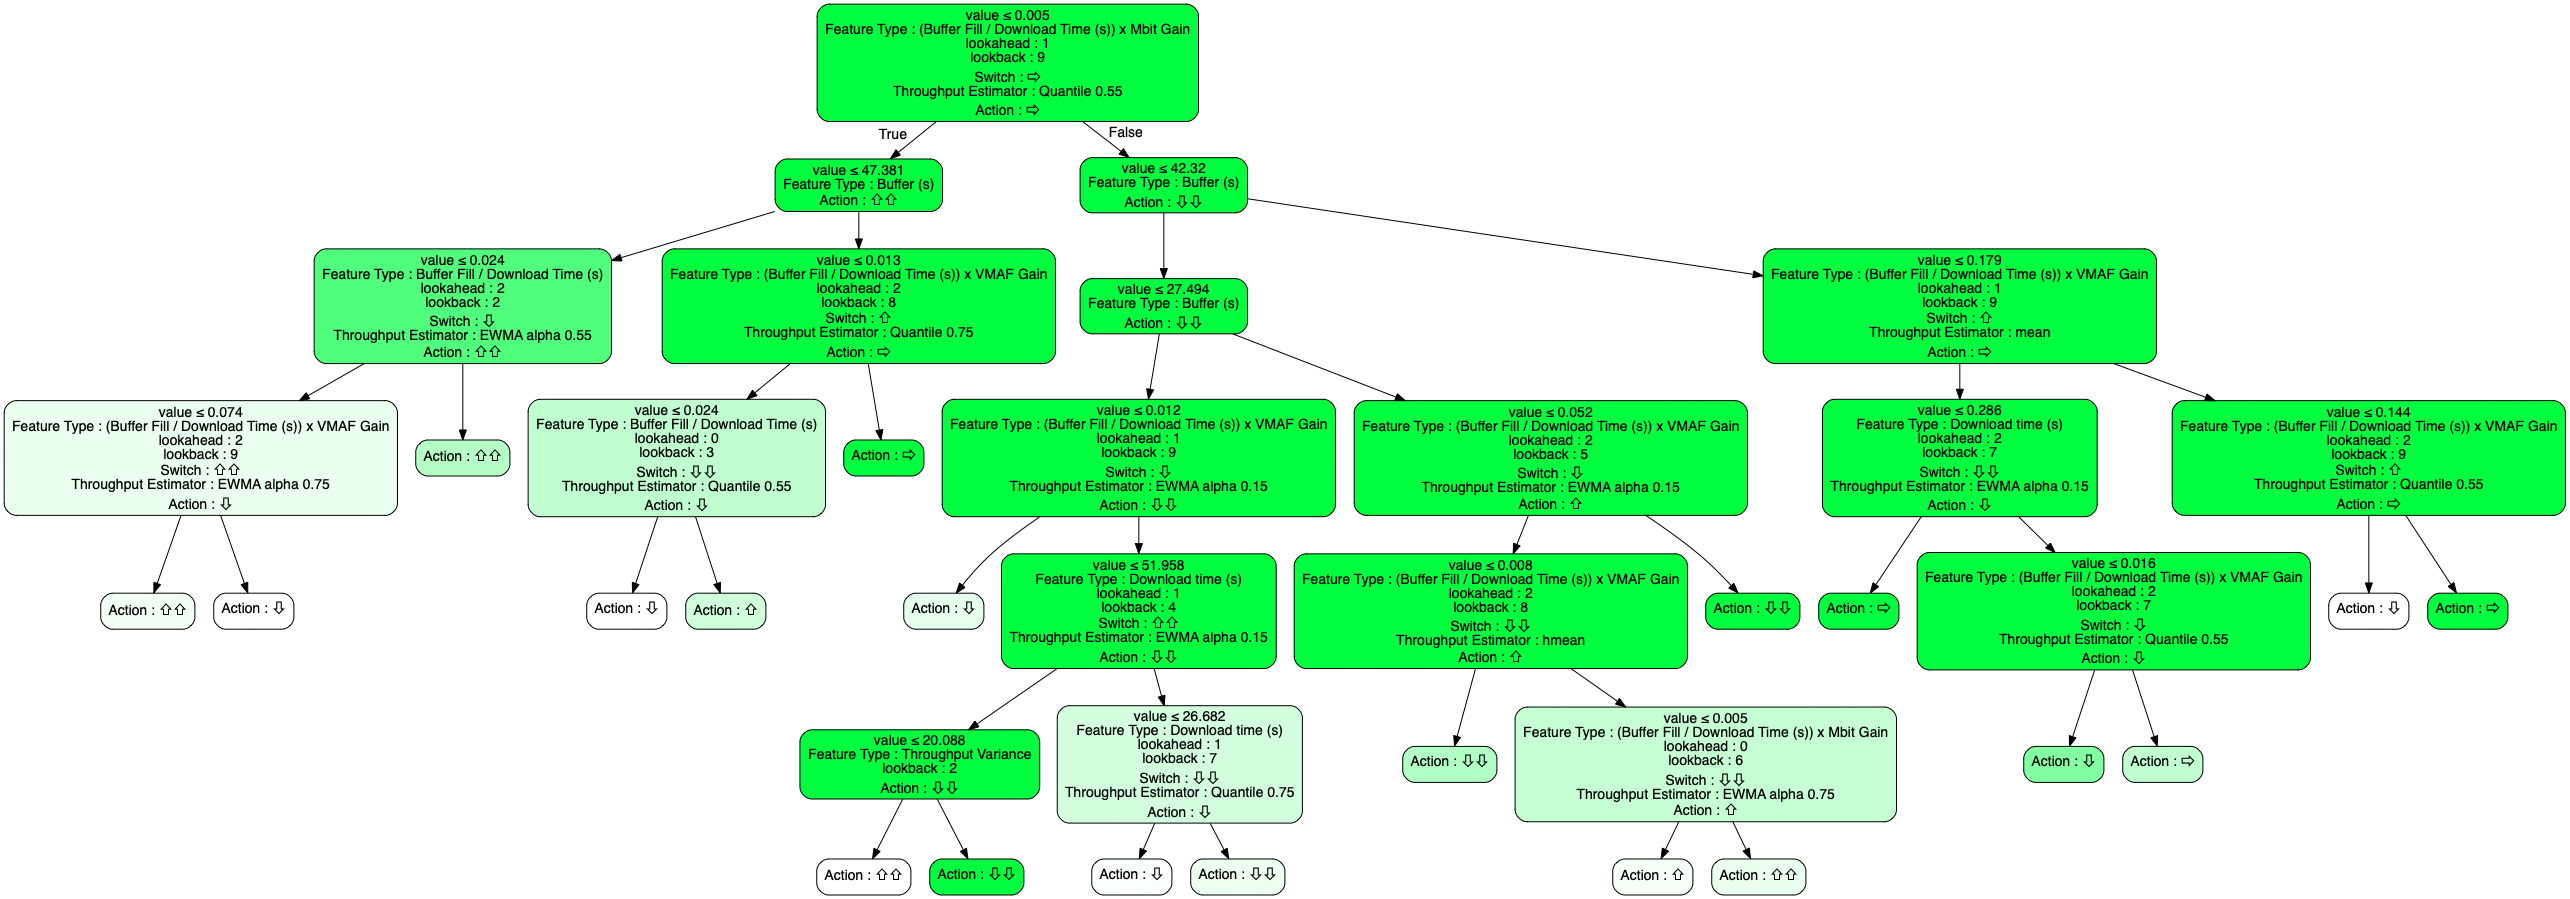 value ≤ 0.005
Feature Type : (Buffer Fill / Download Time (s)) x Mbit Gain
lookahead : 1
lookback : 9
Switch : ⇨
Throughput Estimator : Quantile 0.55
Action : ⇨
True
False
value ≤ 47.381
Feature Type : Buffer (s)
Action : ⇧⇧
value ≤ 42.32
Feature Type : Buffer (s)
Action : ⇩⇩
value ≤ 0.024
Feature Type : Buffer Fill / Download Time (s)
lookahead : 2
lookback : 2
Switch : ⇩
Throughput Estimator : EWMA alpha 0.55
Action : ⇧⇧
value ≤ 0.013
Feature Type : (Buffer Fill / Download Time (s)) x VMAF Gain
lookahead : 2
lookback : 8
Switch : ⇧
Throughput Estimator : Quantile 0.75
Action : ⇨
value ≤ 27.494
Feature Type : Buffer (s)
Action : ⇩⇩
value ≤ 0.179
Feature Type : (Buffer Fill / Download Time (s)) x VMAF Gain
lookahead : 1
lookback : 9
Switch : ⇧
Throughput Estimator : mean
Action : ⇨
value ≤ 0.074
Feature Type : (Buffer Fill / Download Time (s)) x VMAF Gain
lookahead : 2
lookback : 9
Switch : ⇧⇧
Throughput Estimator : EWMA alpha 0.75
Action : ⇩
Action : ⇧⇧
value ≤ 0.024
Feature Type : Buffer Fill / Download Time (s)
lookahead : 0
lookback : 3
Switch : ⇩⇩
Throughput Estimator : Quantile 0.55
Action : ⇩
Action : ⇨
value ≤ 0.012
Feature Type : (Buffer Fill / Download Time (s)) x VMAF Gain
lookahead : 1
lookback : 9
Switch : ⇩
Throughput Estimator : EWMA alpha 0.15
Action : ⇩⇩
value ≤ 0.052
Feature Type : (Buffer Fill / Download Time (s)) x VMAF Gain
lookahead : 2
lookback : 5
Switch : ⇩
Throughput Estimator : EWMA alpha 0.15
Action : ⇧
value ≤ 0.286
Feature Type : Download time (s)
lookahead : 2
lookback : 7
Switch : ⇩⇩
Throughput Estimator : EWMA alpha 0.15
Action : ⇩
value ≤ 0.144
Feature Type : (Buffer Fill / Download Time (s)) x VMAF Gain
lookahead : 2
lookback : 9
Switch : ⇧
Throughput Estimator : Quantile 0.55
Action : ⇨
Action : ⇧⇧
Action : ⇩
Action : ⇩
Action : ⇧
Action : ⇩
value ≤ 51.958
Feature Type : Download time (s)
lookahead : 1
lookback : 4
Switch : ⇧⇧
Throughput Estimator : EWMA alpha 0.15
Action : ⇩⇩
value ≤ 0.008
Feature Type : (Buffer Fill / Download Time (s)) x VMAF Gain
lookahead : 2
lookback : 8
Switch : ⇩⇩
Throughput Estimator : hmean
Action : ⇧
Action : ⇩⇩
Action : ⇨
value ≤ 0.016
Feature Type : (Buffer Fill / Download Time (s)) x VMAF Gain
lookahead : 2
lookback : 7
Switch : ⇩
Throughput Estimator : Quantile 0.55
Action : ⇩
Action : ⇩
Action : ⇨
value ≤ 20.088
Feature Type : Throughput Variance
lookback : 2
Action : ⇩⇩
value ≤ 26.682
Feature Type : Download time (s)
lookahead : 1
lookback : 7
Switch : ⇩⇩
Throughput Estimator : Quantile 0.75
Action : ⇩
Action : ⇩⇩
value ≤ 0.005
Feature Type : (Buffer Fill / Download Time (s)) x Mbit Gain
lookahead : 0
lookback : 6
Switch : ⇩⇩
Throughput Estimator : EWMA alpha 0.75
Action : ⇧
Action : ⇩
Action : ⇨
Action : ⇧⇧
Action : ⇩⇩
Action : ⇩
Action : ⇩⇩
Action : ⇧
Action : ⇧⇧